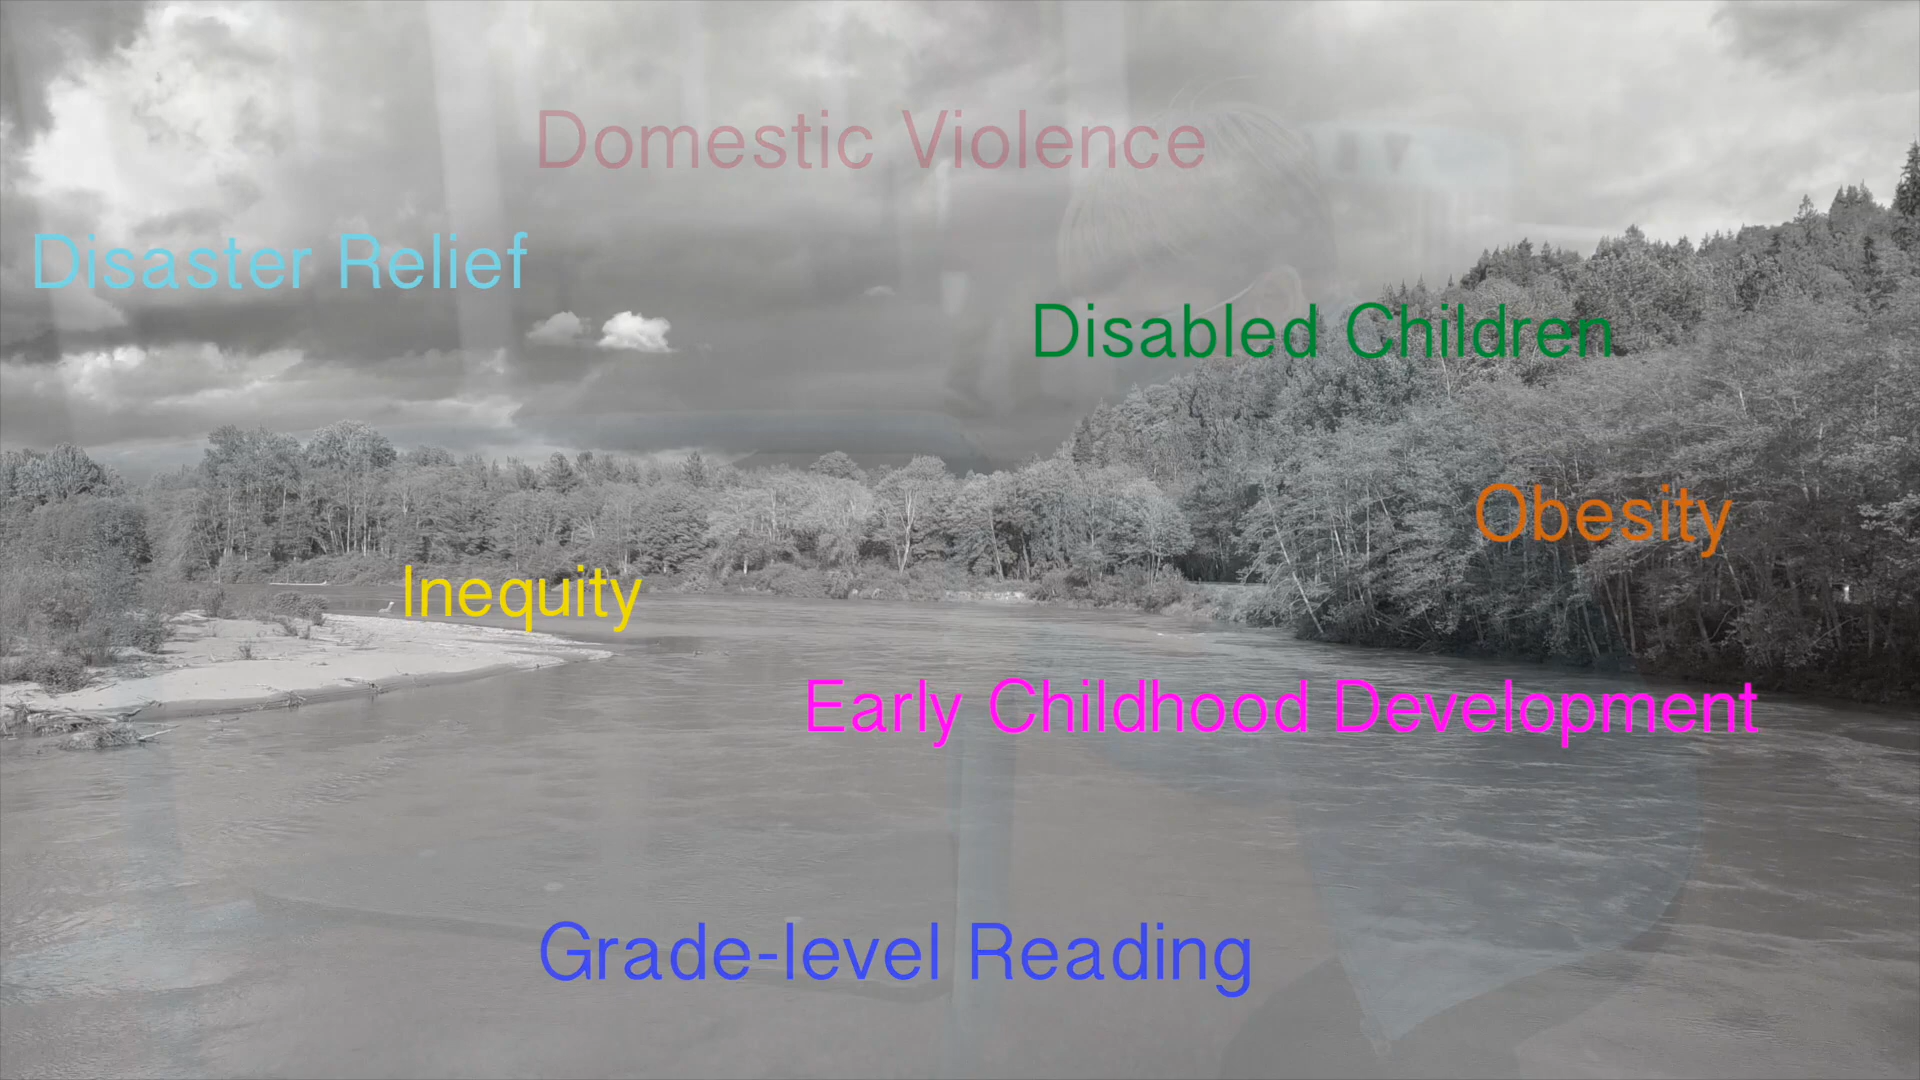 Domestic Violence
Disaster Relief
Disabled Children
Obesity
Inequity
Early Childhood Development
Grade-level Reading